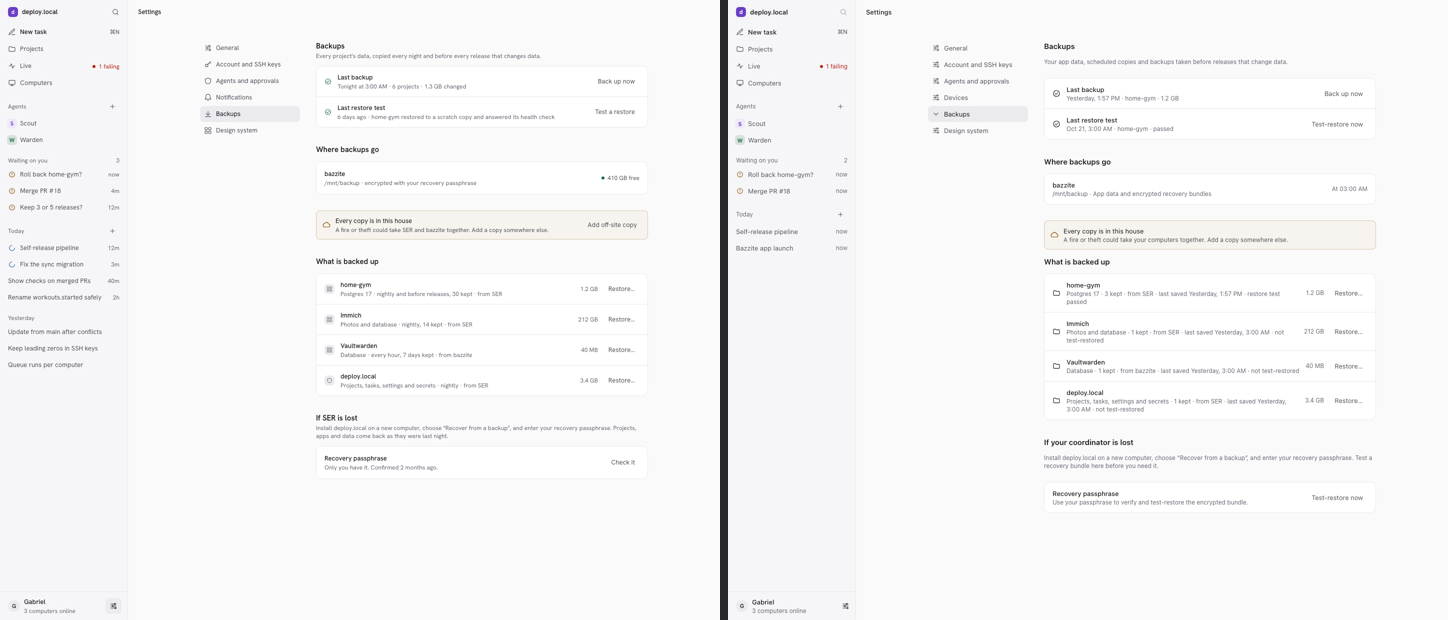 d deploy.local
New task ⌘N
Projects
Live 1 failing
Computers
Agents +
S Scout
W Warden
Waiting on you 3
Roll back home-gym? now
Merge PR #18 4m
Keep 3 or 5 releases? 12m
Today +
Self-release pipeline 12m
Fix the sync migration 3m
Show checks on merged PRs 40m
Rename workouts.started safely 2h
Yesterday
Update from main after conflicts
Keep leading zeros in SSH keys
Queue runs per computer
G Gabriel
3 computers online
Settings
General
Account and SSH keys
Agents and approvals
Notifications
Backups
Design system
Backups
Every project's data, copied every night and before every release that changes data.
Last backup
Tonight at 3:00 AM · 6 projects · 1.3 GB changed
Back up now
Last restore test
6 days ago · home-gym restored to a scratch copy and answered its health check
Test a restore
Where backups go
bazzite
/mnt/backup · encrypted with your recovery passphrase
410 GB free
Every copy is in this house
A fire or theft could take SER and bazzite together. Add a copy somewhere else.
Add off-site copy
What is backed up
home-gym
Postgres 17 · nightly and before releases, 30 kept · from SER
1.2 GB Restore...
Immich
Photos and database · nightly, 14 kept · from SER
212 GB Restore...
Vaultwarden
Database · every hour, 7 days kept · from bazzite
40 MB Restore...
deploy.local
Projects, tasks, settings and secrets · nightly · from SER
3.4 GB Restore...
If SER is lost
Install deploy.local on a new computer, choose “Recover from a backup”, and enter your recovery passphrase. Projects,
apps and data come back as they were last night.
Recovery passphrase
Only you have it. Confirmed 2 months ago.
Check it
d deploy.local
New task ⌘N
Projects
Live 1 failing
Computers
Agents +
S Scout
W Warden
Waiting on you 2
Roll back home-gym? now
Merge PR #18 now
Today +
Self-release pipeline now
Bazzite app launch now
G Gabriel
3 computers online
Settings
General
Account and SSH keys
Agents and approvals
Devices
Backups
Design system
Backups
Your app data, scheduled copies and backups taken before releases that change data.
Last backup
Yesterday, 1:57 PM · home-gym · 1.2 GB
Back up now
Last restore test
Oct 21, 3:00 AM · home-gym · passed
Test-restore now
Where backups go
bazzite
/mnt/backup · App data and encrypted recovery bundles
At 03:00 AM
Every copy is in this house
A fire or theft could take your computers together. Add a copy somewhere else.
What is backed up
home-gym
Postgres 17 · 3 kept · from SER · last saved Yesterday, 1:57 PM · restore test
passed
1.2 GB Restore...
Immich
Photos and database · 1 kept · from SER · last saved Yesterday, 3:00 AM · not
test-restored
212 GB Restore...
Vaultwarden
Database · 1 kept · from bazzite · last saved Yesterday, 3:00 AM · not test-restored
40 MB Restore...
deploy.local
Projects, tasks, settings and secrets · 1 kept · from SER · last saved Yesterday,
3:00 AM · not test-restored
3.4 GB Restore...
If your coordinator is lost
Install deploy.local on a new computer, choose “Recover from a backup”, and enter your recovery passphrase. Test a
recovery bundle here before you need it.
Recovery passphrase
Use your passphrase to verify and test-restore the encrypted bundle.
Test-restore now